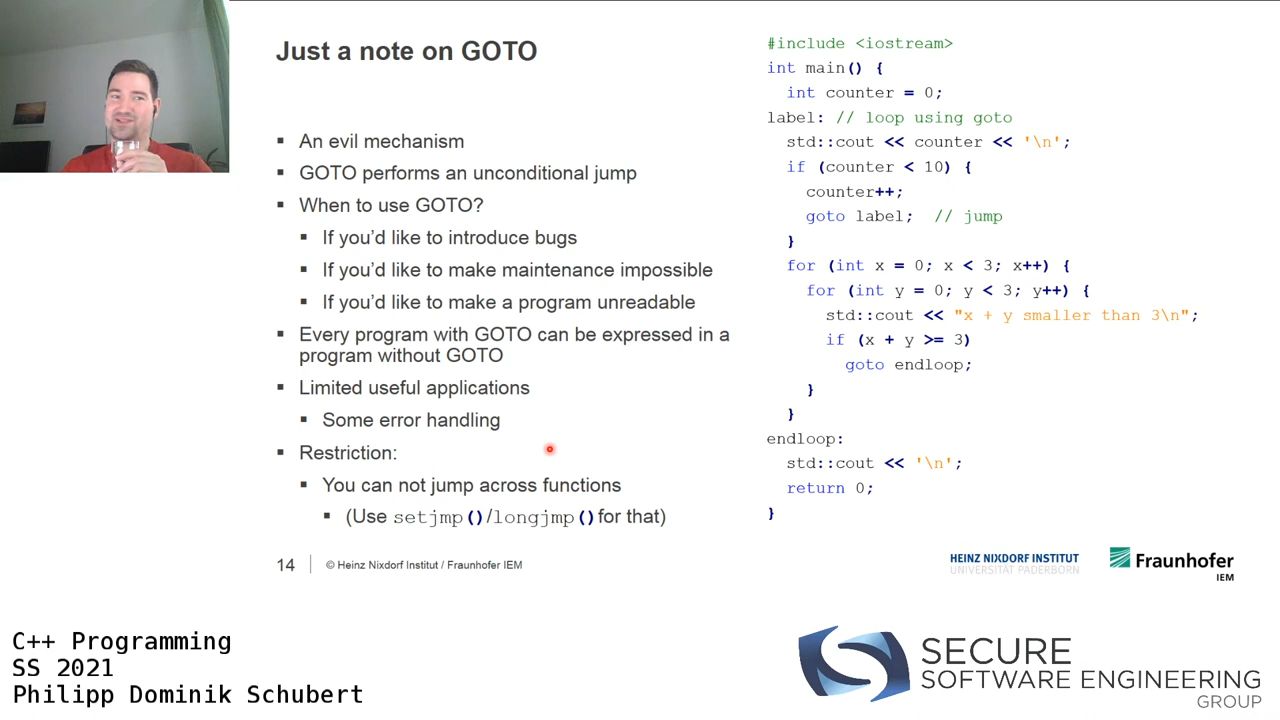 Just a note on GOTO
▪ An evil mechanism
▪ GOTO performs an unconditional jump
▪ When to use GOTO?
▪ If you’d like to introduce bugs
▪ If you’d like to make maintenance impossible
▪ If you’d like to make a program unreadable
▪ Every program with GOTO can be expressed in a
program without GOTO
▪ Limited useful applications
▪ Some error handling
▪ Restriction:
▪ You can not jump across functions
▪ (Use setjmp()/longjmp() for that)
#include <iostream>
int main() {
  int counter = 0;
label: // loop using goto
  std::cout << counter << '\n';
  if (counter < 10) {
    counter++;
    goto label;  // jump
  }
  for (int x = 0; x < 3; x++) {
    for (int y = 0; y < 3; y++) {
      std::cout << "x + y smaller than 3\n";
      if (x + y >= 3)
        goto endloop;
    }
  }
endloop:
  std::cout << '\n';
  return 0;
}
14
© Heinz Nixdorf Institut / Fraunhofer IEM
HEINZ NIXDORF INSTITUT
UNIVERSITÄT PADERBORN
Fraunhofer
IEM
C++ Programming
SS 2021
Philipp Dominik Schubert
SECURE
SOFTWARE ENGINEERING
GROUP